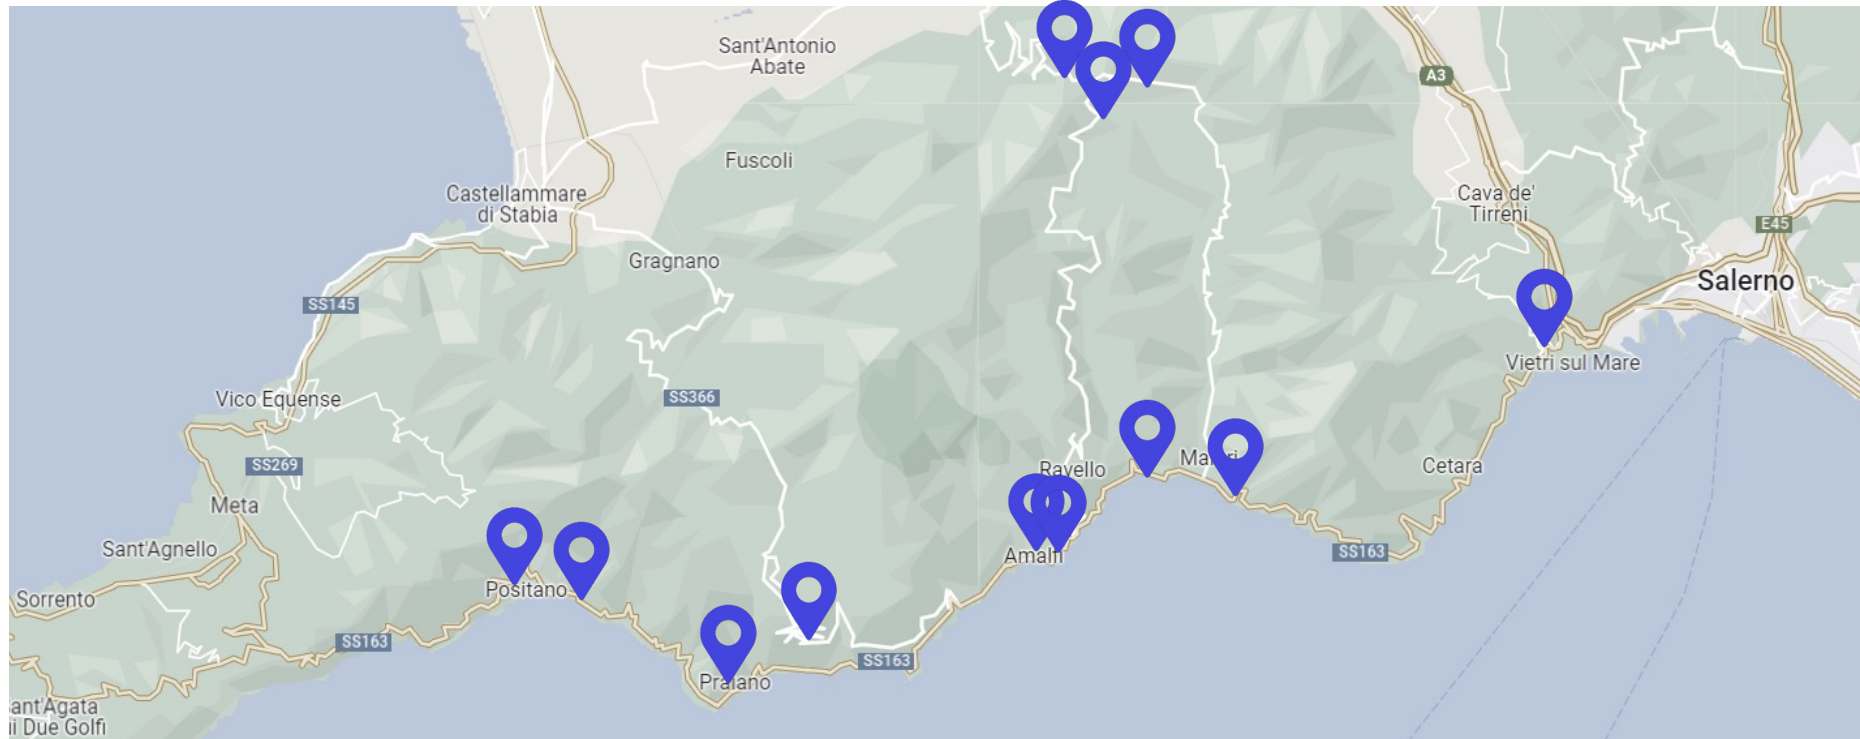 Sant'Antonio
Abate
A3
Fuscoli
Castellammare
di Stabia
Cava de'
Tirreni
E45
Gragnano
Salerno
SS145
Vietri sul Mare
Vico Equense
SS366
SS269
Ravello
Cetara
Meta
Sant'Agnello
Amalfi
SS163
Positano
Sorrento
SS163
SS163
Praiano